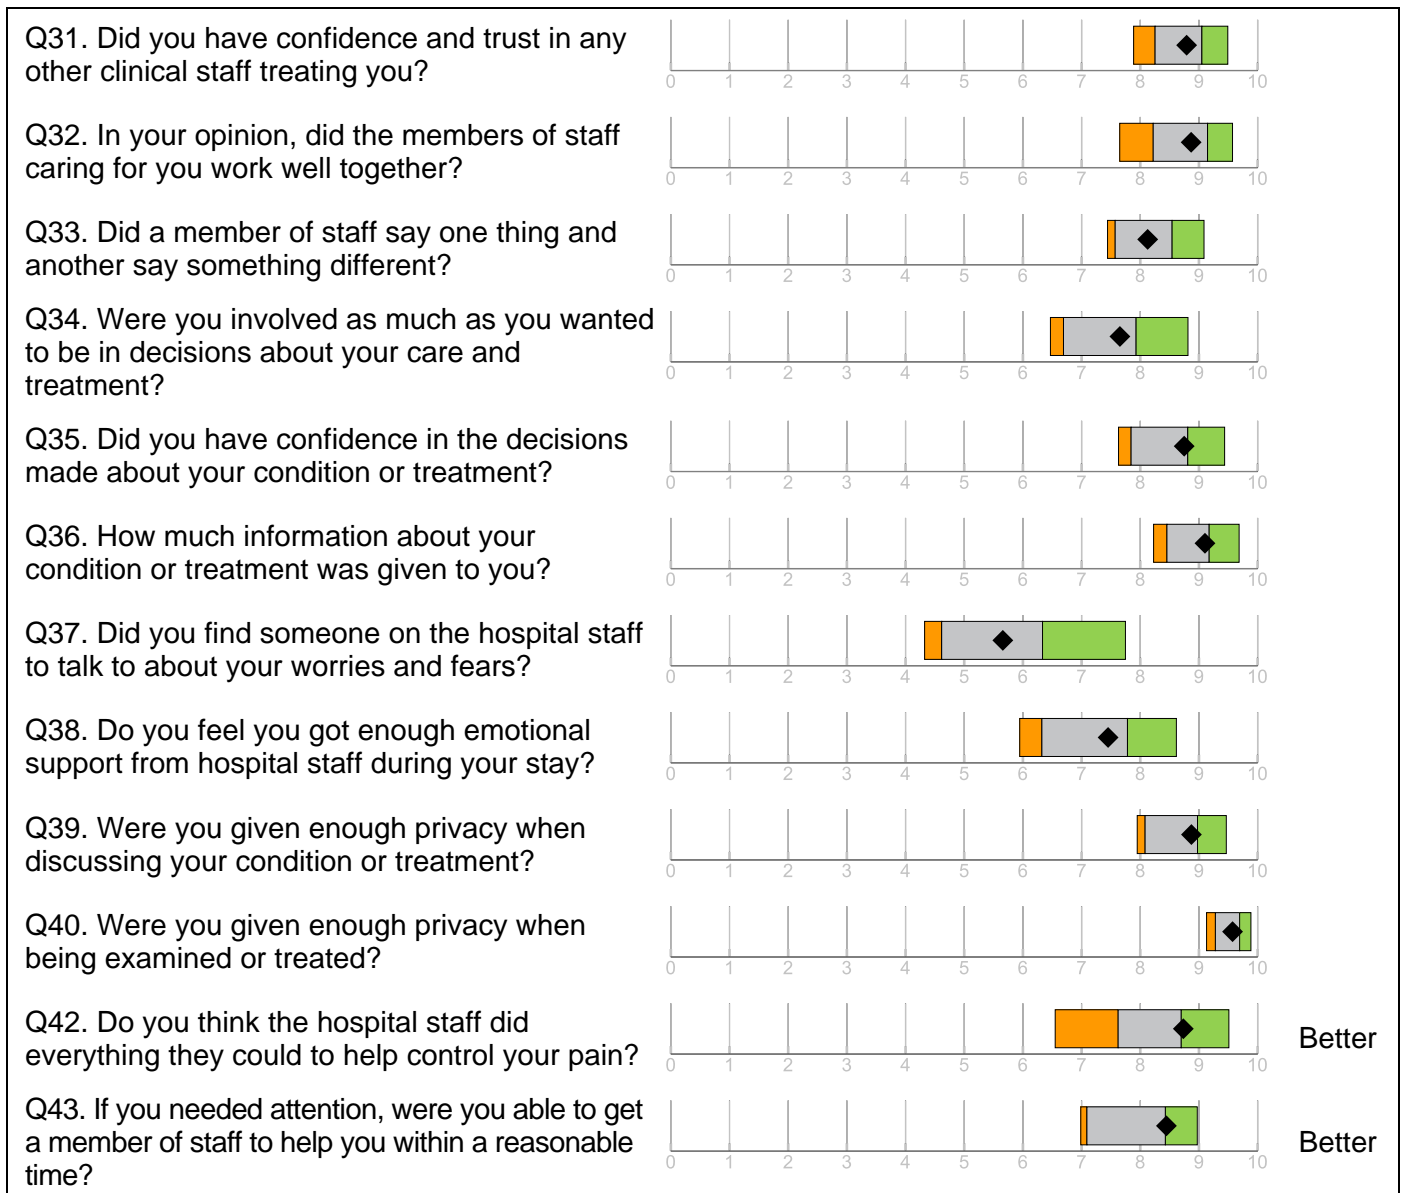 Q31. Did you have confidence and trust in any
other clinical staff treating you?
0 1 2 3 4 5 6 7 8 9 10
Q32. In your opinion, did the members of staff
caring for you work well together?
0 1 2 3 4 5 6 7 8 9 10
Q33. Did a member of staff say one thing and
another say something different?
0 1 2 3 4 5 6 7 8 9 10
Q34. Were you involved as much as you wanted
to be in decisions about your care and
treatment?
0 1 2 3 4 5 6 7 8 9 10
Q35. Did you have confidence in the decisions
made about your condition or treatment?
0 1 2 3 4 5 6 7 8 9 10
Q36. How much information about your
condition or treatment was given to you?
0 1 2 3 4 5 6 7 8 9 10
Q37. Did you find someone on the hospital staff
to talk to about your worries and fears?
0 1 2 3 4 5 6 7 8 9 10
Q38. Do you feel you got enough emotional
support from hospital staff during your stay?
0 1 2 3 4 5 6 7 8 9 10
Q39. Were you given enough privacy when
discussing your condition or treatment?
0 1 2 3 4 5 6 7 8 9 10
Q40. Were you given enough privacy when
being examined or treated?
0 1 2 3 4 5 6 7 8 9 10
Q42. Do you think the hospital staff did
everything they could to help control your pain?
0 1 2 3 4 5 6 7 8 9 10
Better
Q43. If you needed attention, were you able to get
a member of staff to help you within a reasonable
time?
0 1 2 3 4 5 6 7 8 9 10
Better